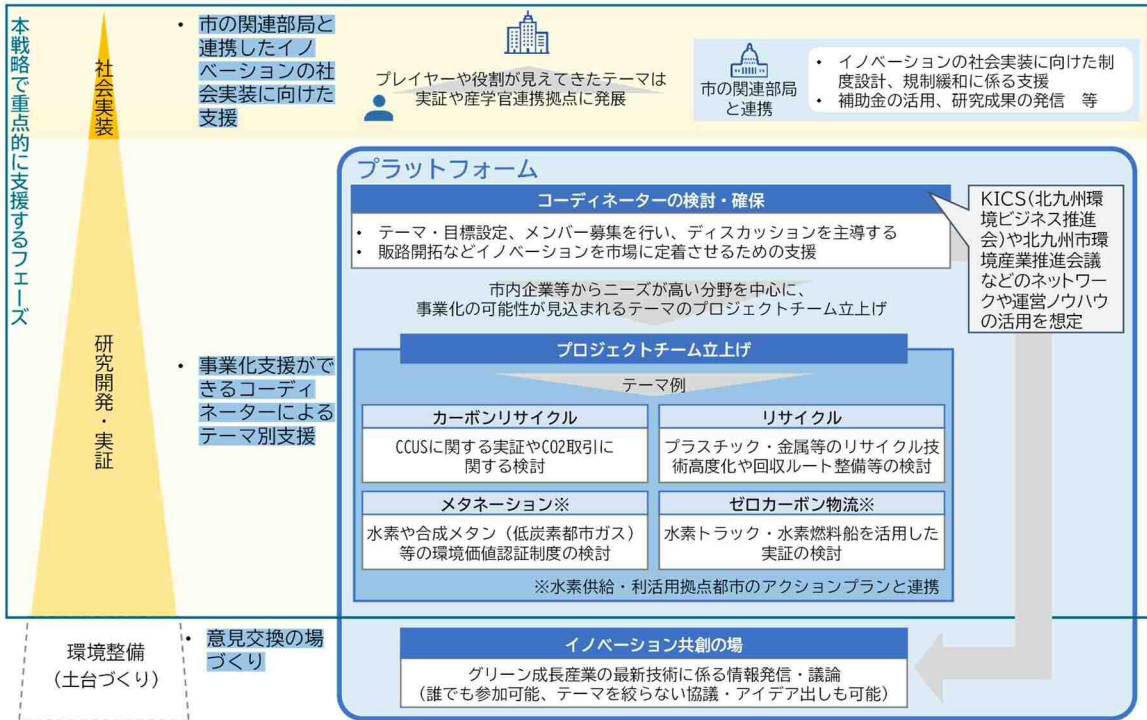 本戦略で重点的に支援するフェーズ
社会実装
• 市の関連部局と
連携したイノ
ベーションの社
会実装に向けた
支援
プレイヤーや役割が見えてきたテーマは
実証や産学官連携拠点に発展
市の関連部局
と連携
• イノベーションの社会実装に向けた制
度設計、規制緩和に係る支援
• 補助金の活用、研究成果の発信 等
研究開発・実証
• 事業化支援がで
きるコーディ
ネーターによる
テーマ別支援
プラットフォーム
コーディネーターの検討・確保
• テーマ・目標設定、メンバー募集を行い、ディスカッションを主導する
• 販路開拓などイノベーションを市場に定着させるための支援
KICS(北九州環
境ビジネス推進
会)や北九州市環
境産業推進会議
などのネットワー
クや運営ノウハウ
の活用を想定
市内企業等からニーズが高い分野を中心に、
事業化の可能性が見込まれるテーマのプロジェクトチーム立上げ
プロジェクトチーム立上げ
テーマ例
カーボンリサイクル
CCUSに関する実証やCO2取引に
関する検討
リサイクル
プラスチック・金属等のリサイクル技
術高度化や回収ルート整備等の検討
メタネーション※
水素や合成メタン（低炭素都市ガス）
等の環境価値認証制度の検討
ゼロカーボン物流※
水素トラック・水素燃料船を活用した
実証の検討
※水素供給・利活用拠点都市のアクションプランと連携
環境整備
（土台づくり）
• 意見交換の場
づくり
イノベーション共創の場
グリーン成長産業の最新技術に係る情報発信・議論
（誰でも参加可能、テーマを絞らない協議・アイデア出しも可能）